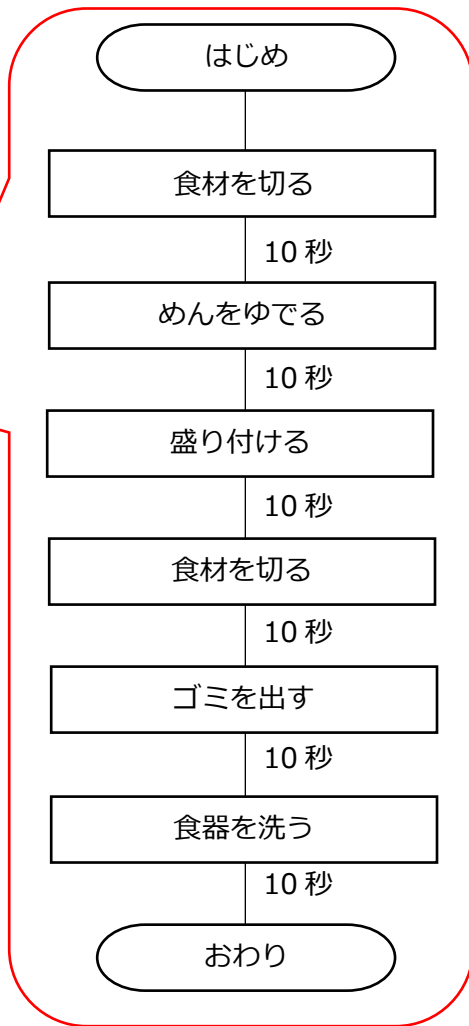 はじめ
食材を切る
10 秒
めんをゆでる
10 秒
盛り付ける
10 秒
食材を切る
10 秒
ゴミを出す
10 秒
食器を洗う
10 秒
おわり